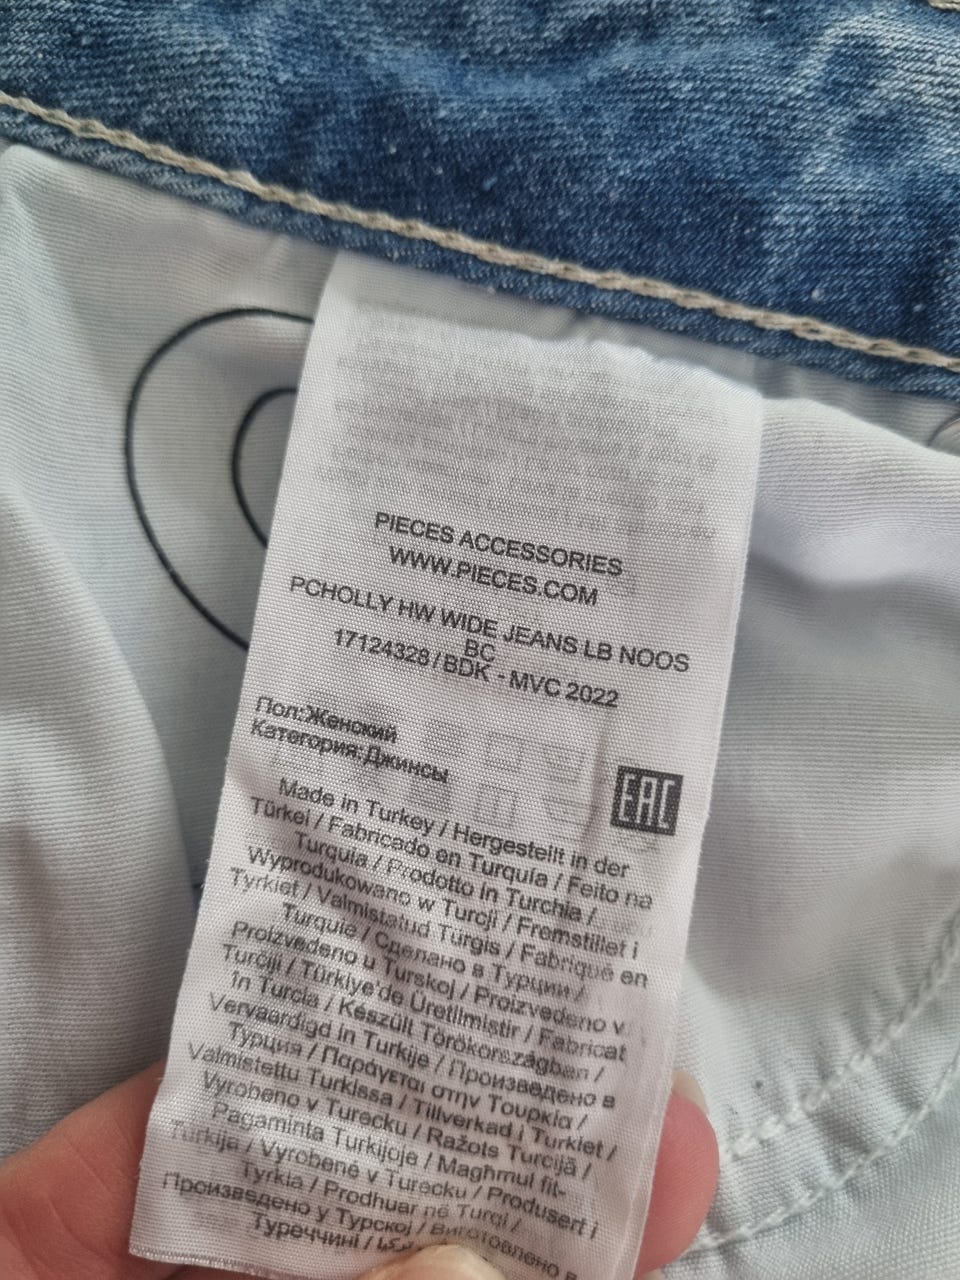 PIECES ACCESSORIES
WWW.PIECES.COM
PCHOLLY HW WIDE JEANS LB NOOS
BC
17124328 / BDK - MVC 2022
Пол:Женский
Категория:Джинсы
EAC
Made in Turkey / Hergestellt in der
Türkei / Fabricado en Turquía / Feito na
Turquia / Prodotto in Turchia /
Wyprodukowano w Turcji / Fremstillet i
Tyrkiet / Valmistatud Türgis / Fabriqué en
Turquie / Сделано в Турции /
Proizvedeno u Turskoj / Proizvedeno v
Turčiji / Türkiye'de Üretilmistir / Fabricat
în Turcia / Készült Törökországban /
Vervaardigd in Turkije / Произведено в
Турция / Παράγεται στην Τουρκία /
Valmistettu Turkissa / Tillverkad i Turkiet /
Vyrobeno v Turecku / Ražots Turcijā /
Pagaminta Turkijoje / Magħmul fit-
Turkija / Vyrobené v Turecku / Produsert i
Tyrkia / Prodhuar në Turqi /
Произведено у Турској / Виготовлено в
Туреччині / تركيا